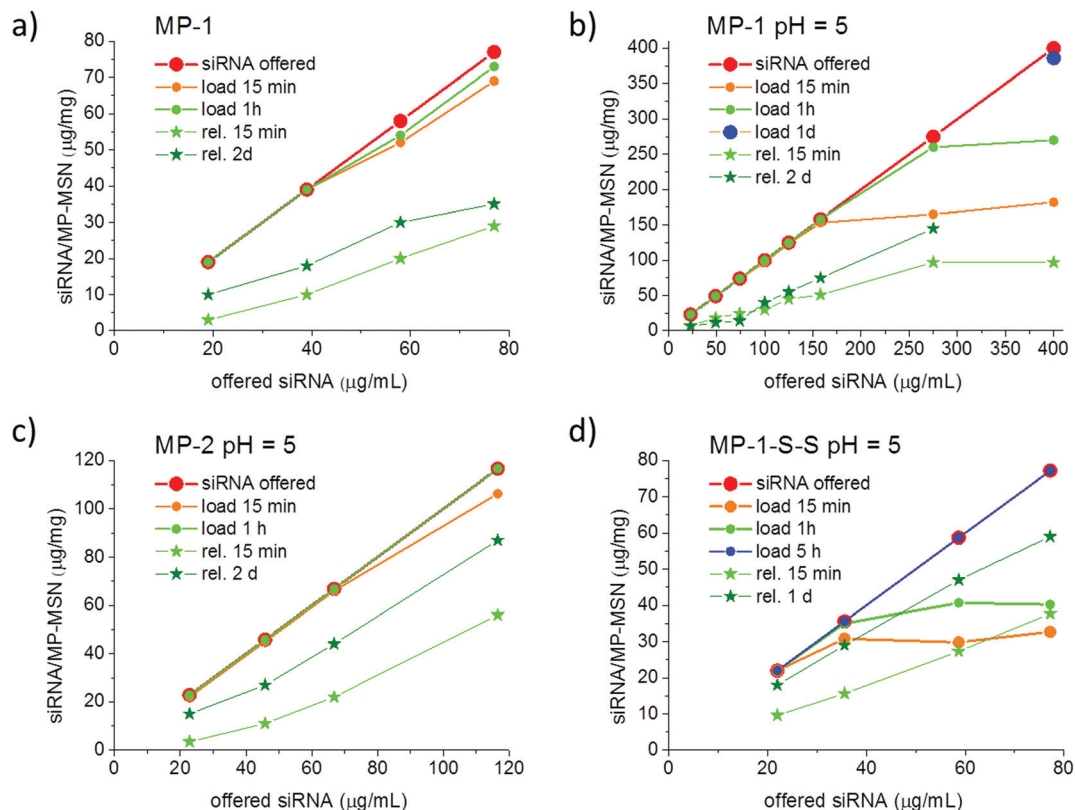 a)
MP-1
siRNA offered
load 15 min
load 1h
rel. 15 min
rel. 2d
80
70
60
50
40
30
20
10
0
0 20 40 60 80
siRNA/MP-MSN (μg/mg)
offered siRNA (μg/mL)
b)
MP-1 pH = 5
siRNA offered
load 15 min
load 1h
load 1d
rel. 15 min
rel. 2 d
400
350
300
250
200
150
100
50
0
0 50 100 150 200 250 300 350 400
siRNA/MP-MSN (μg/mg)
offered siRNA (μg/mL)
c)
MP-2 pH = 5
siRNA offered
load 15 min
load 1 h
rel. 15 min
rel. 2 d
120
100
80
60
40
20
0
0 20 40 60 80 100 120
siRNA/MP-MSN (μg/mg)
offered siRNA (μg/mL)
d)
MP-1-S-S pH = 5
siRNA offered
load 15 min
load 1h
load 5 h
rel. 15 min
rel. 1 d
80
70
60
50
40
30
20
10
0
0 20 40 60 80
siRNA/MP-MSN (μg/mg)
offered siRNA (μg/mL)